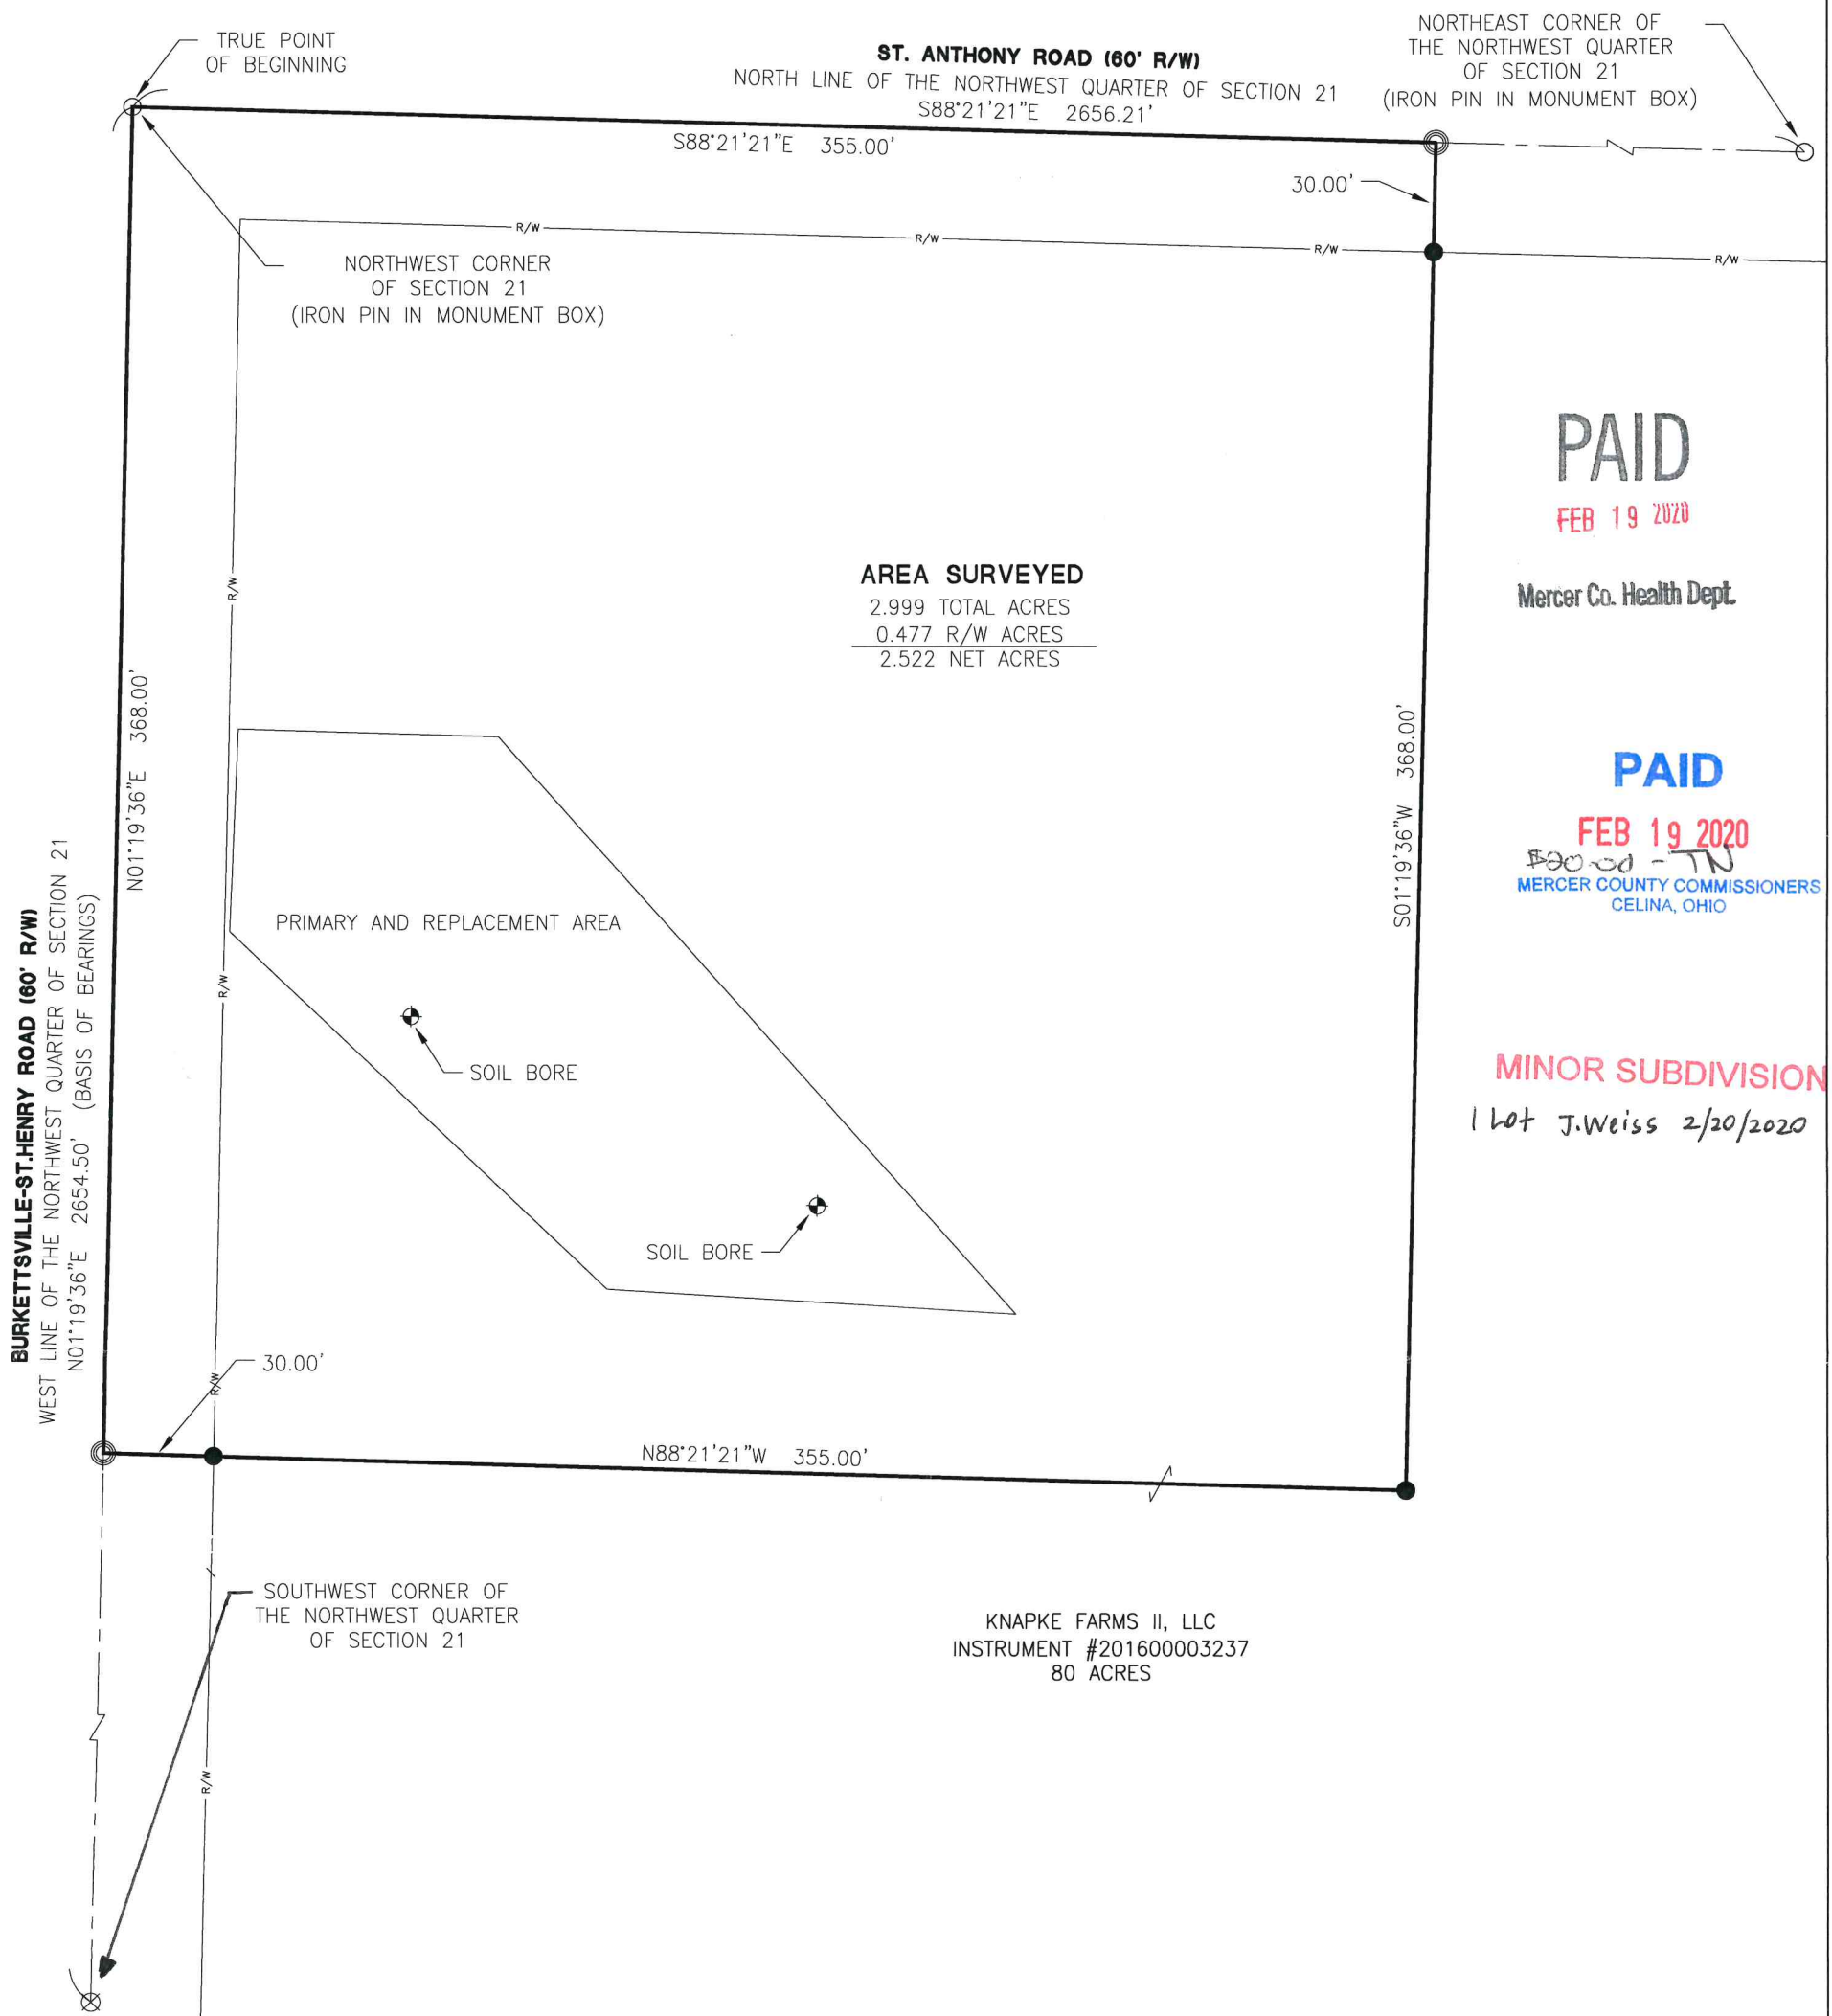 TRUE POINT
OF BEGINNING
ST. ANTHONY ROAD (60' R/W)
NORTH LINE OF THE NORTHWEST QUARTER OF SECTION 21
S88°21'21"E 2656.21'
S88°21'21"E 355.00'
NORTHEAST CORNER OF
THE NORTHWEST QUARTER
OF SECTION 21
(IRON PIN IN MONUMENT BOX)
30.00'
R/W
R/W
R/W
R/W
NORTHWEST CORNER
OF SECTION 21
(IRON PIN IN MONUMENT BOX)
PAID
FEB 19 2020
Mercer Co. Health Dept.
AREA SURVEYED
2.999 TOTAL ACRES
0.477 R/W ACRES
2.522 NET ACRES
R/W
N01°19'36"E 368.00'
S01°19'36"W 368.00'
PAID
FEB 19 2020
$20.00 - TN
MERCER COUNTY COMMISSIONERS
CELINA, OHIO
BURKETTSVILLE-ST.HENRY ROAD (60' R/W)
WEST LINE OF THE NORTHWEST QUARTER OF SECTION 21
N01°19'36"E 2654.50' (BASIS OF BEARINGS)
PRIMARY AND REPLACEMENT AREA
R/W
SOIL BORE
SOIL BORE
MINOR SUBDIVISION
1 Lot J.Weiss 2/20/2020
30.00'
R/W
N88°21'21"W 355.00'
SOUTHWEST CORNER OF
THE NORTHWEST QUARTER
OF SECTION 21
KNAPKE FARMS II, LLC
INSTRUMENT #201600003237
80 ACRES
R/W